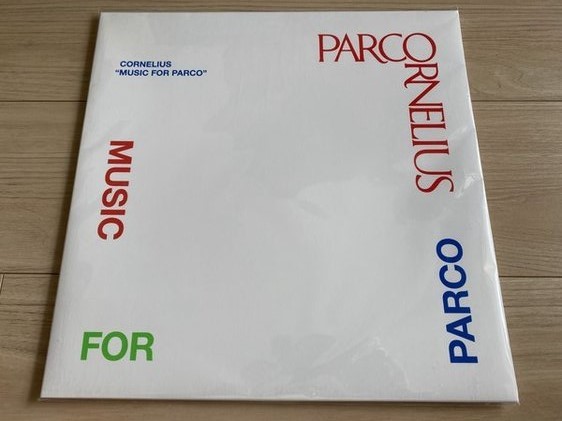 CORNELIUS
"MUSIC FOR PARCO"
PARCORNELIUS
MUSIC
FOR
PARCO